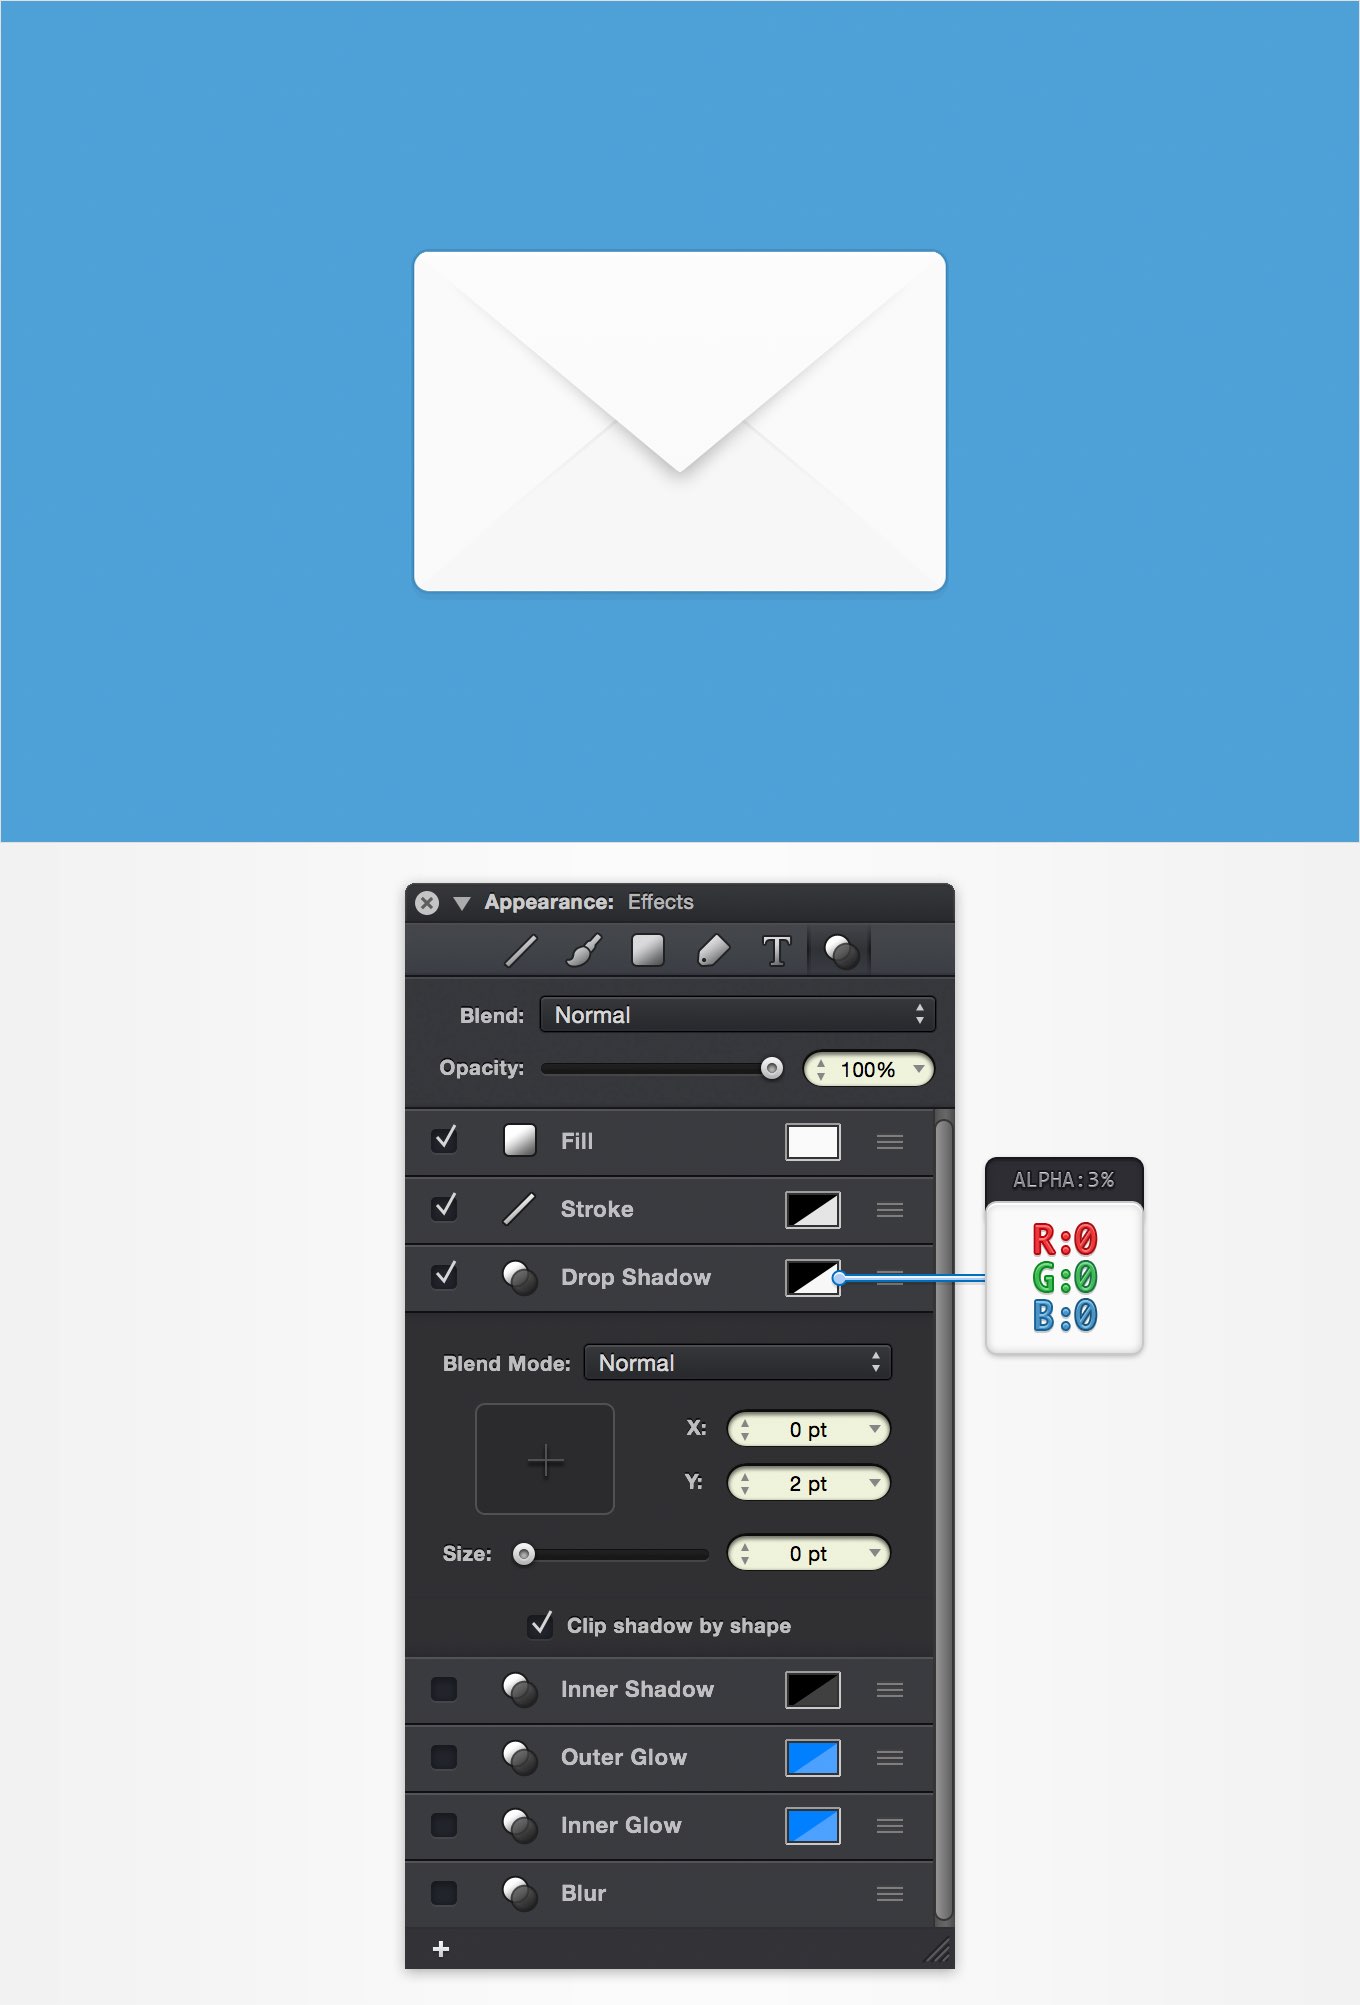 Appearance: Effects
T
Blend: Normal
Opacity: 100%
Fill
Stroke
Drop Shadow
ALPHA:3%
R:0
G:0
B:0
Blend Mode: Normal
X: 0 pt
Y: 2 pt
Size: 0 pt
Clip shadow by shape
Inner Shadow
Outer Glow
Inner Glow
Blur